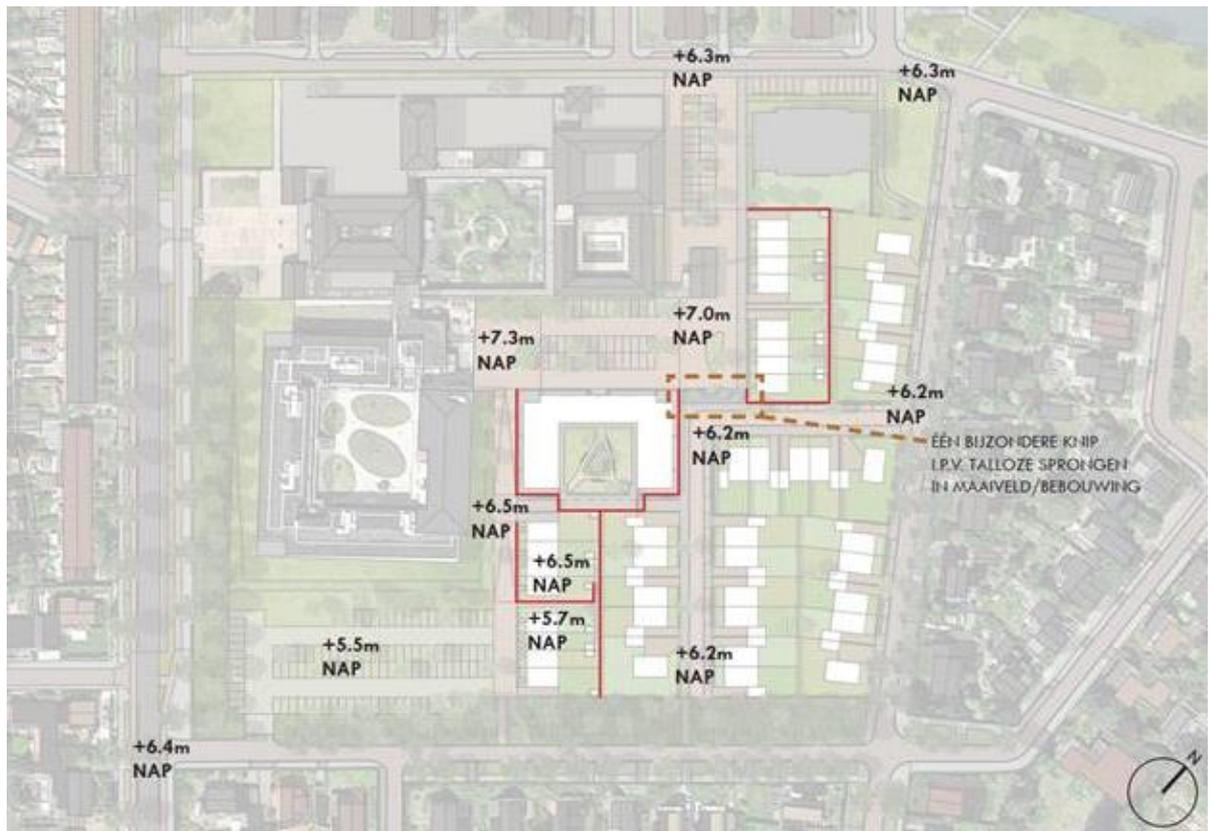 +6.3m
NAP
+6.3m
NAP
+7.0m
NAP
+7.3m
NAP
+6.2m
NAP
+6.2m
NAP
ÉÉN BIJZONDERE KNIP
I.P.V. TALLOZE SPRONGEN
IN MAAIVELD/BEBOUWING
+6.5m
NAP
+6.5m
NAP
+5.7m
NAP
+5.5m
NAP
+6.2m
NAP
+6.4m
NAP
N